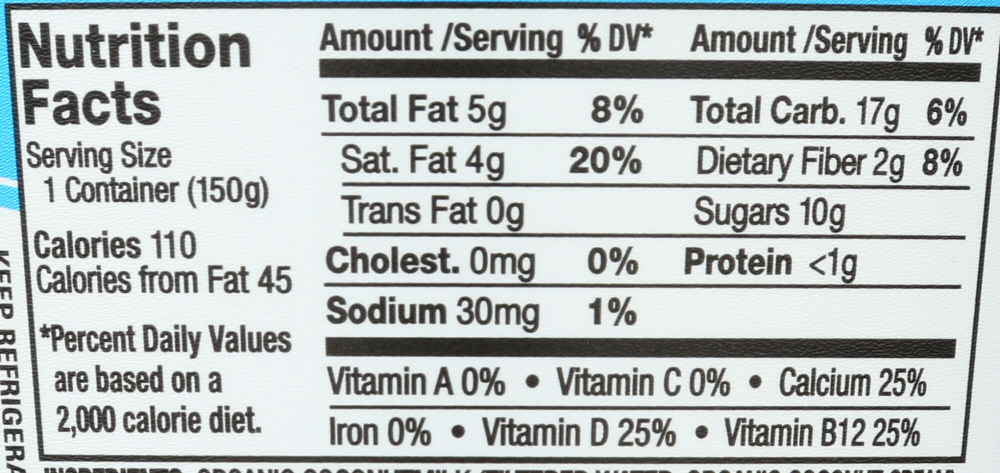 Nutrition
Facts
Serving Size
1 Container (150g)
Calories 110
Calories from Fat 45
*Percent Daily Values
are based on a
2,000 calorie diet.
Amount /Serving % DV* Amount /Serving % DV*
Total Fat 5g 8% Total Carb. 17g 6%
Sat. Fat 4g 20% Dietary Fiber 2g 8%
Trans Fat 0g Sugars 10g
Cholest. 0mg 0% Protein <1g
Sodium 30mg 1%
Vitamin A 0% • Vitamin C 0% • Calcium 25%
Iron 0% • Vitamin D 25% • Vitamin B12 25%
KEEP